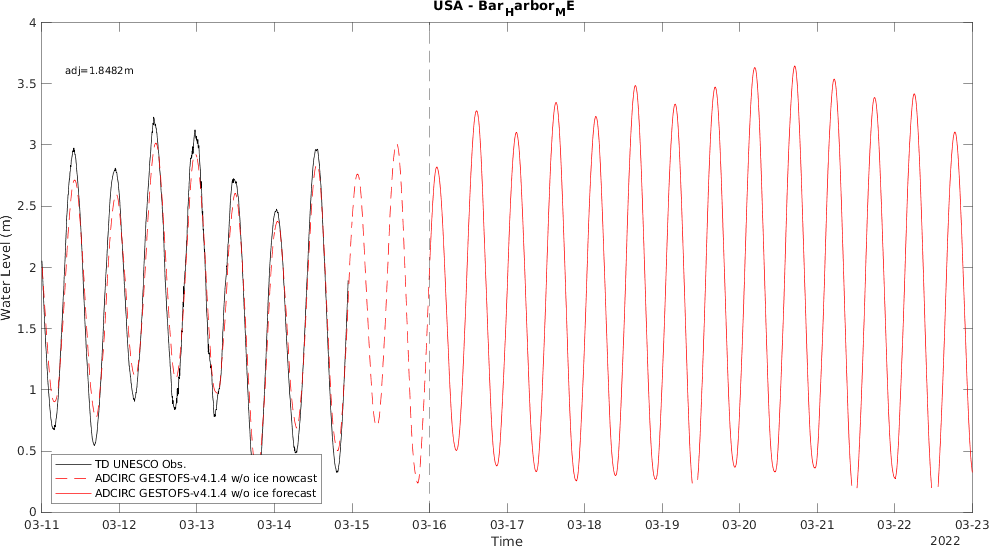 USA - Bar_Harbor_ME
adj=1.8482m
4
3.5
3
2.5
2
1.5
1
0.5
0
Water Level (m)
TD UNESCO Obs.
ADCIRC GESTOFS-v4.1.4 w/o ice nowcast
ADCIRC GESTOFS-v4.1.4 w/o ice forecast
03-11 03-12 03-13 03-14 03-15 03-16 03-17 03-18 03-19 03-20 03-21 03-22 03-23
Time
2022